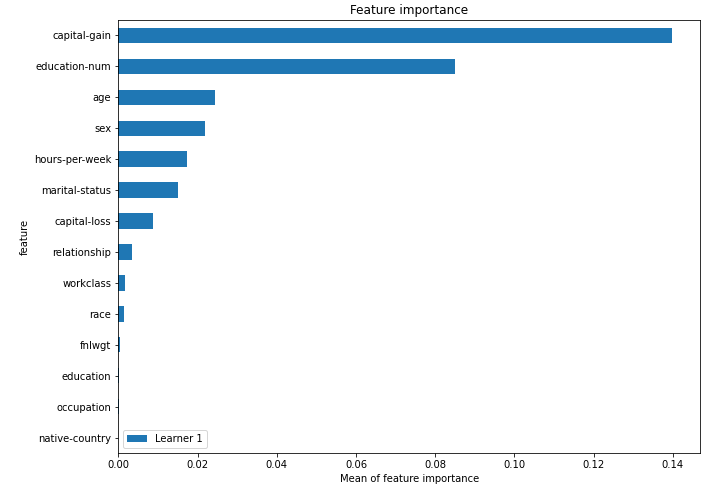 Feature importance
capital-gain
education-num
age
sex
hours-per-week
marital-status
capital-loss
relationship
workclass
race
fnlwgt
education
occupation
native-country
feature
Learner 1
0.00 0.02 0.04 0.06 0.08 0.10 0.12 0.14
Mean of feature importance